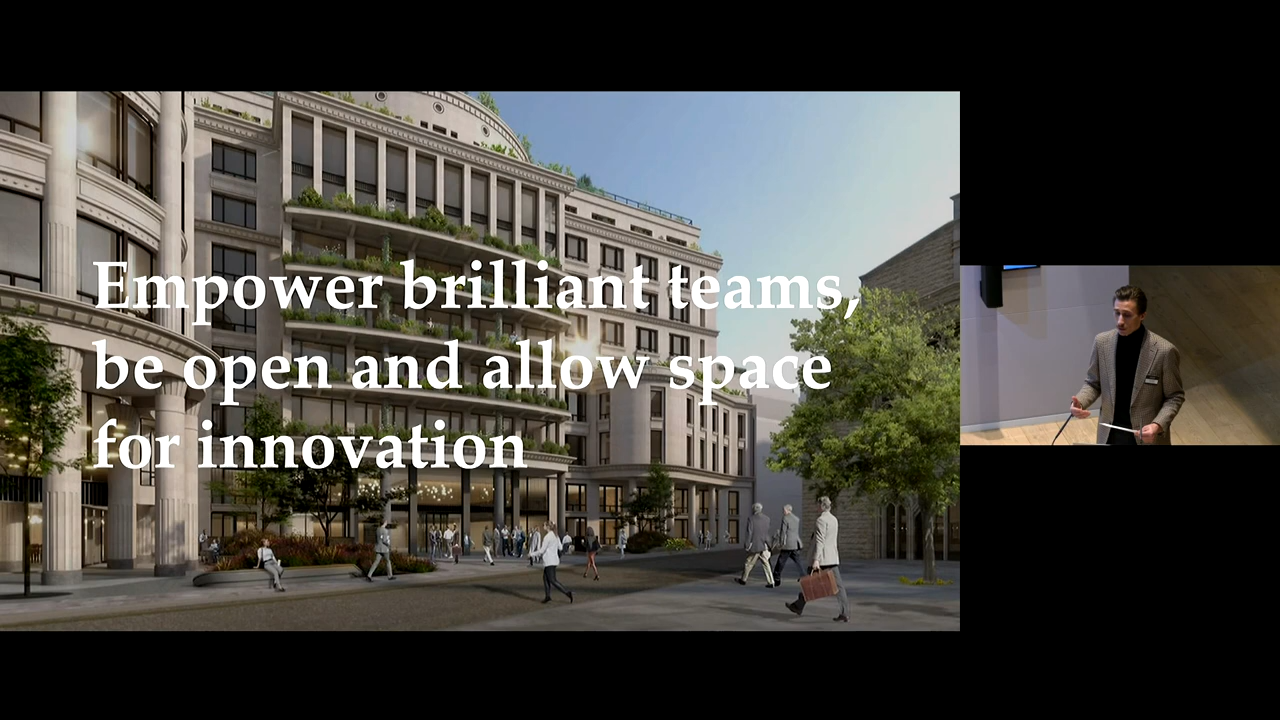 Empower brilliant teams,
be open and allow space
for innovation